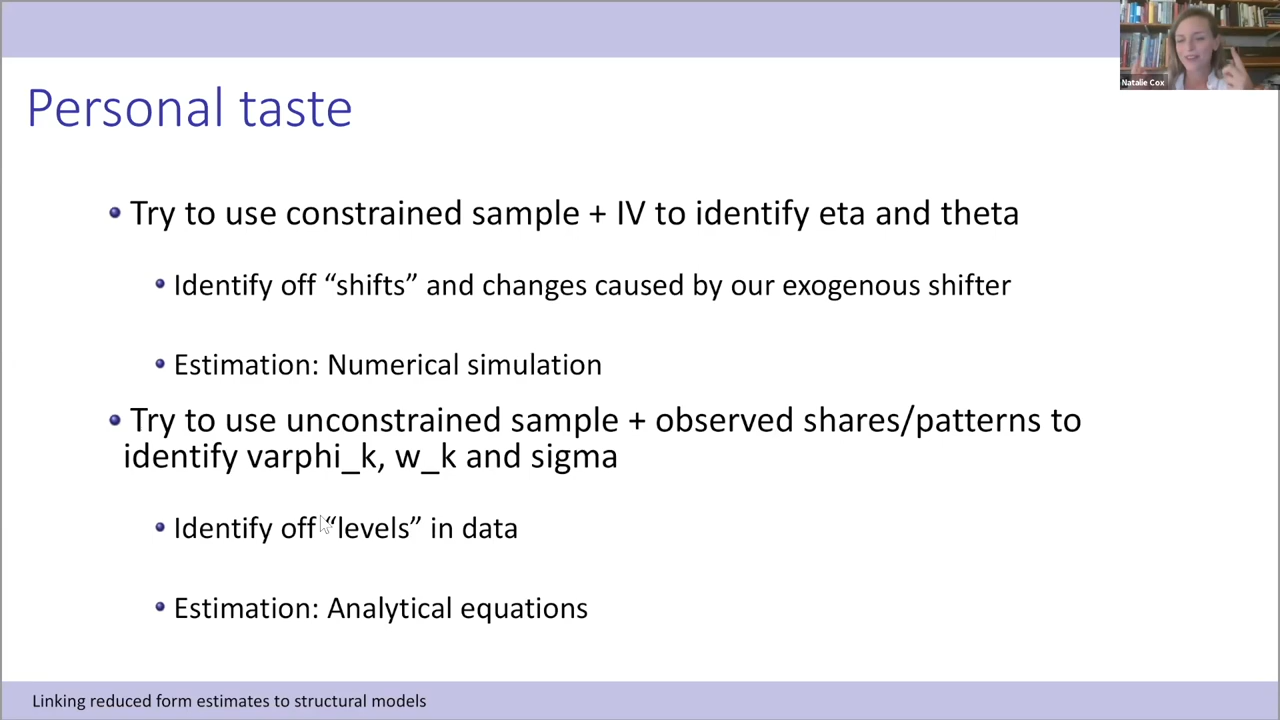 Natalie Cox
Personal taste
Try to use constrained sample + IV to identify eta and theta
Identify off “shifts” and changes caused by our exogenous shifter
Estimation: Numerical simulation
Try to use unconstrained sample + observed shares/patterns to
identify varphi_k, w_k and sigma
Identify off “levels” in data
Estimation: Analytical equations
Linking reduced form estimates to structural models